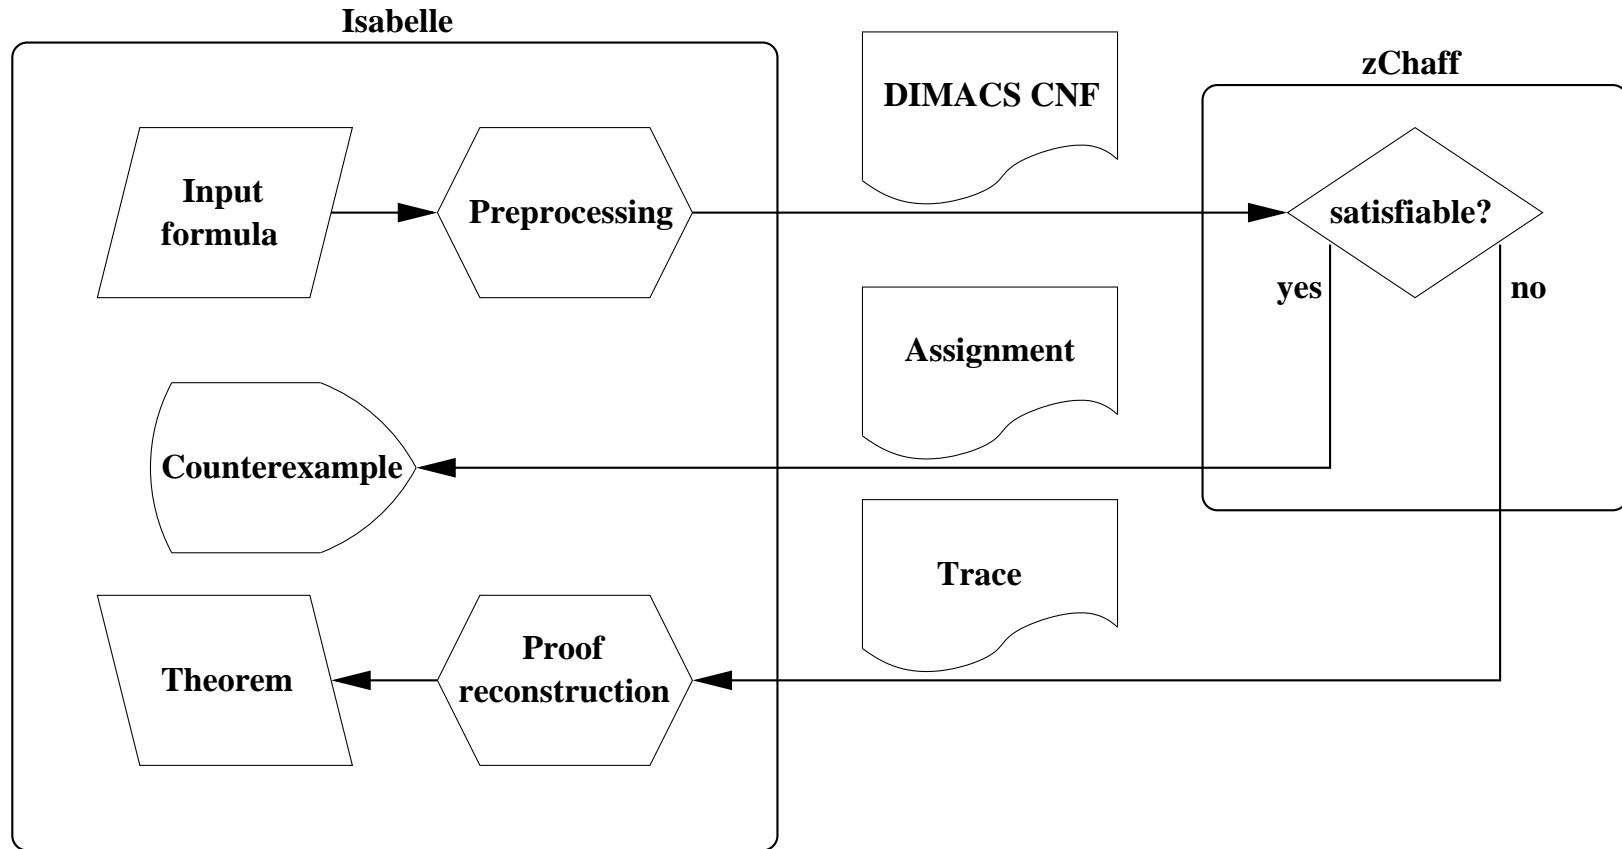 Isabelle
zChaff
DIMACS CNF
Input
formula
Preprocessing
satisfiable?
yes
no
Assignment
Counterexample
Trace
Proof
reconstruction
Theorem